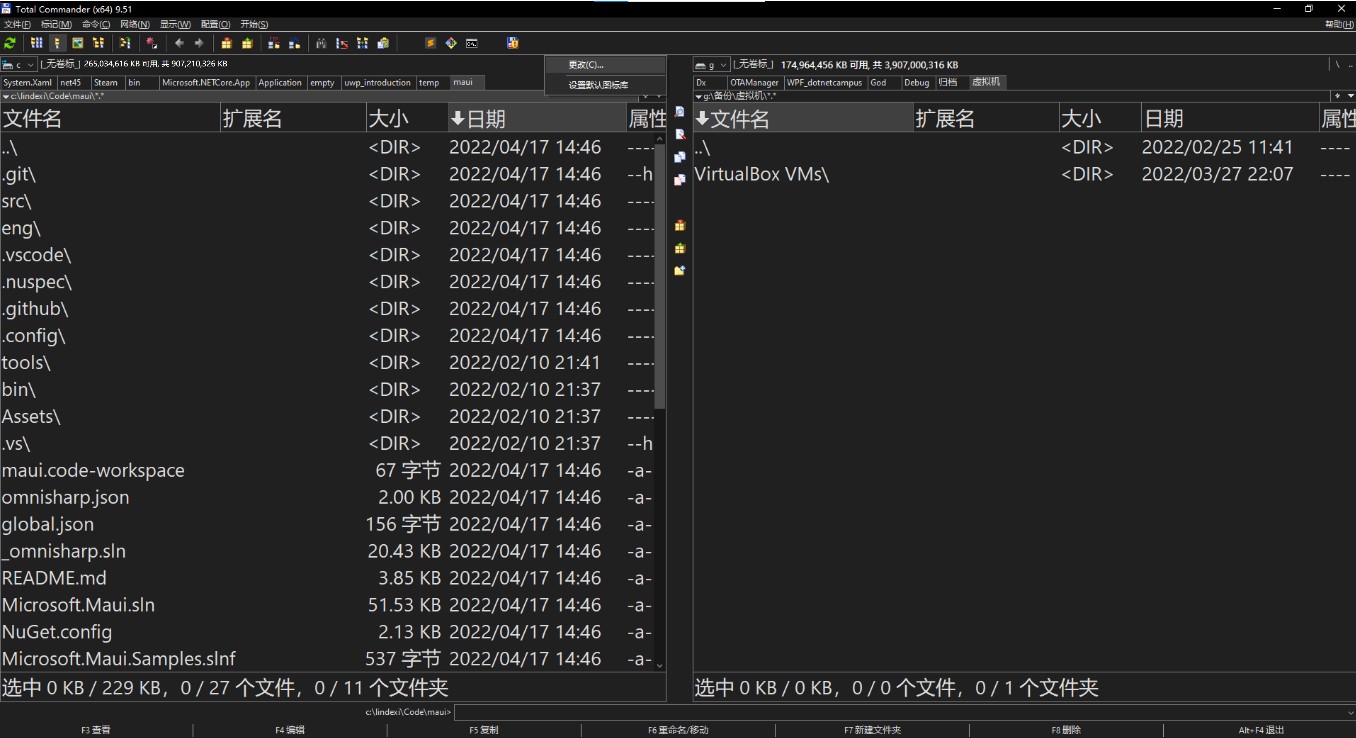 Total Commander (x64) 9.51
文件(F) 标记(M) 命令(C) 网络(N) 显示(W) 配置(O) 开始(S) 帮助(H)
c [_无卷标_] 265,034,616 KB 可用, 共 907,210,326 KB
更改(C)...
设置默认图标库
System.Xaml net45 Steam bin Microsoft.NETCore.App Application empty uwp_introduction temp maui
c:\lindexi\Code\maui\*.*
文件名 扩展名 大小 日期 属性
..\ <DIR> 2022/04/17 14:46 ----
.git\ <DIR> 2022/04/17 14:46 --h
src\ <DIR> 2022/04/17 14:46 ----
eng\ <DIR> 2022/04/17 14:46 ----
.vscode\ <DIR> 2022/04/17 14:46 ----
.nuspec\ <DIR> 2022/04/17 14:46 ----
.github\ <DIR> 2022/04/17 14:46 ----
.config\ <DIR> 2022/04/17 14:46 ----
tools\ <DIR> 2022/02/10 21:41 ----
bin\ <DIR> 2022/02/10 21:37 ----
Assets\ <DIR> 2022/02/10 21:37 ----
.vs\ <DIR> 2022/02/10 21:37 --h
maui.code-workspace 67 字节 2022/04/17 14:46 -a-
omnisharp.json 2.00 KB 2022/04/17 14:46 -a-
global.json 156 字节 2022/04/17 14:46 -a-
_omnisharp.sln 20.43 KB 2022/04/17 14:46 -a-
README.md 3.85 KB 2022/04/17 14:46 -a-
Microsoft.Maui.sln 51.53 KB 2022/04/17 14:46 -a-
NuGet.config 2.13 KB 2022/04/17 14:46 -a-
Microsoft.Maui.Samples.slnf 537 字节 2022/04/17 14:46 -a-
选中 0 KB / 229 KB，0 / 27 个文件，0 / 11 个文件夹
g [_无卷标_] 174,964,456 KB 可用, 共 3,907,000,316 KB \ ..
Dx OTAManager WPF_dotnetcampus God Debug 归档 虚拟机
g:\备份\虚拟机\*.*
文件名 扩展名 大小 日期 属性
..\ <DIR> 2022/02/25 11:41 ----
VirtualBox VMs\ <DIR> 2022/03/27 22:07 ----
选中 0 KB / 0 KB，0 / 0 个文件，0 / 1 个文件夹
c:\lindexi\Code\maui>
F3 查看 F4 编辑 F5 复制 F6 重命名/移动 F7 新建文件夹 F8 删除 Alt+F4 退出